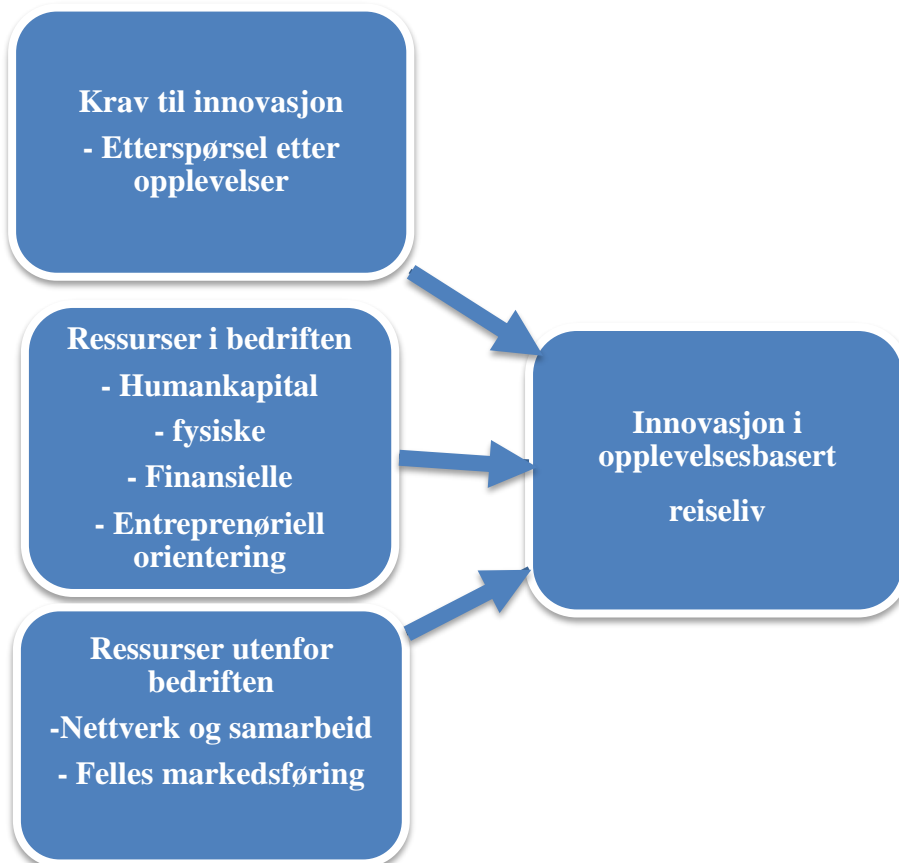 Krav til innovasjon
- Etterspørsel etter
opplevelser
Ressurser i bedriften
- Humankapital
- fysiske
- Finansielle
- Entreprenøriell
orientering
Ressurser utenfor
bedriften
-Nettverk og samarbeid
- Felles markedsføring
Innovasjon i
opplevelsesbasert
reiseliv